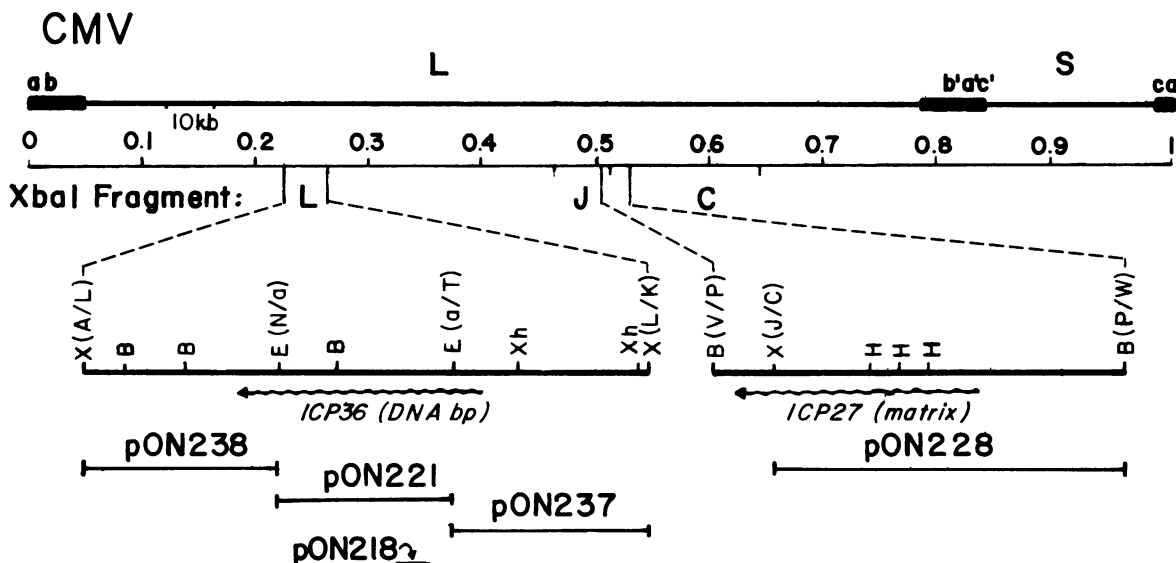 CMV
L S
ab b'a'c' ca
10kb
0 0.1 0.2 0.3 0.4 0.5 0.6 0.7 0.8 0.9 1
XbaI Fragment: L J C
X(A/L) B B E(N/a) B E(a/T) Xh Xh X(L/K) B(V/P) X(J/C) H H H B(P/W)
ICP36 (DNA bp) ICP27 (matrix)
pON238 pON228
pON221
pON237
pON218